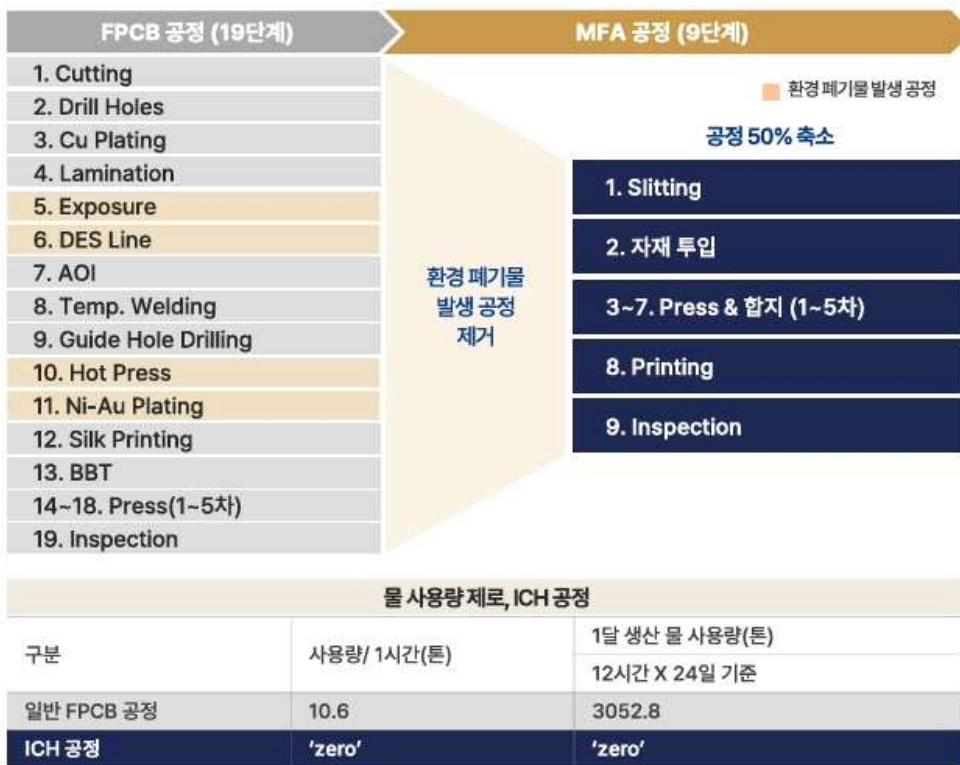 FPCB 공정 (19단계)
MFA 공정 (9단계)
1. Cutting
2. Drill Holes
3. Cu Plating
4. Lamination
5. Exposure
6. DES Line
7. AOI
8. Temp. Welding
9. Guide Hole Drilling
10. Hot Press
11. Ni-Au Plating
12. Silk Printing
13. BBT
14~18. Press(1~5차)
19. Inspection
환경 폐기물
발생 공정
제거
환경 폐기물 발생 공정
공정 50% 축소
1. Slitting
2. 자재 투입
3~7. Press & 합지 (1~5차)
8. Printing
9. Inspection
물 사용량 제로, ICH 공정
구분
사용량/ 1시간(톤)
1달 생산 물 사용량(톤)
12시간 X 24일 기준
일반 FPCB 공정
10.6
3052.8
ICH 공정
‘zero’
‘zero’